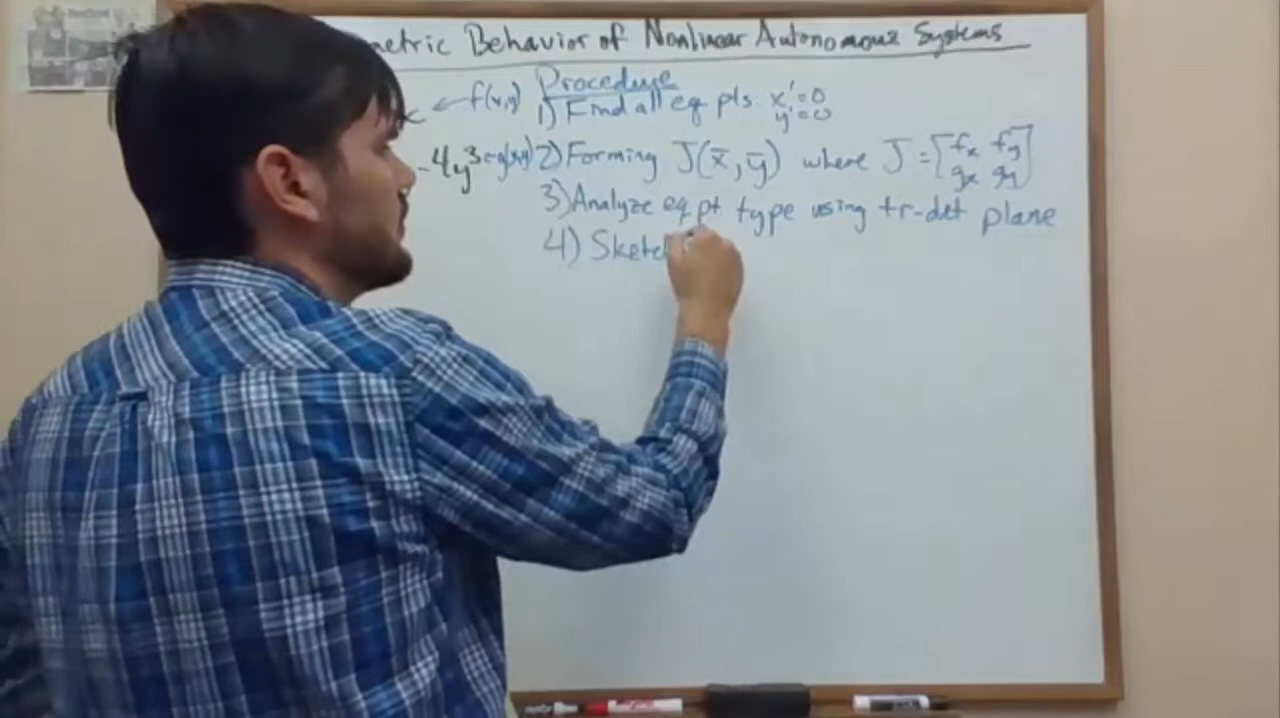 metric Behavior of Nonlinear Autonomous Systems
x ← f(x,y) Procedure
1) Find all eq pts. x'=0
y'=0
-4y³ ← g(x,y) 2) Forming J(x̄,ȳ) where J = [fx fy
gx gy]
3) Analyze eq pt type using tr-det plane
4) Sketc